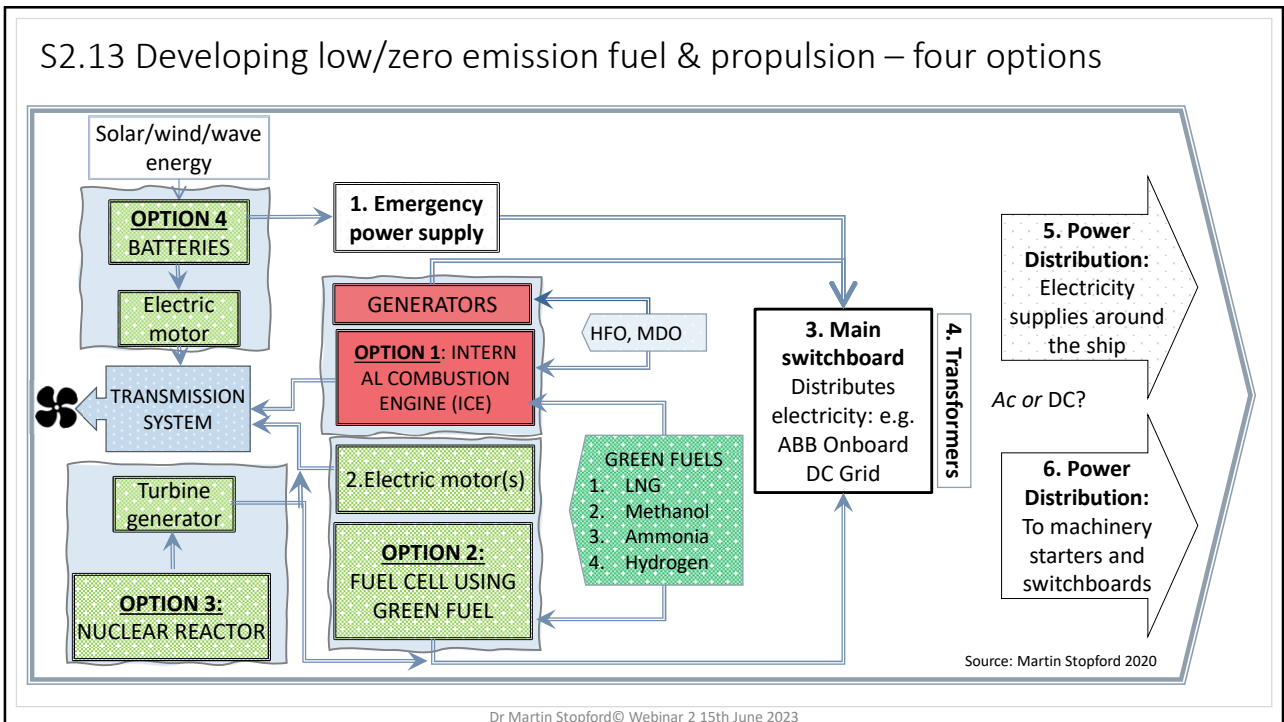 S2.13 Developing low/zero emission fuel & propulsion – four options
Solar/wind/wave
energy
OPTION 4
BATTERIES
Electric
motor
TRANSMISSION
SYSTEM
Turbine
generator
OPTION 3:
NUCLEAR REACTOR
1. Emergency
power supply
GENERATORS
OPTION 1: INTERN
AL COMBUSTION
ENGINE (ICE)
HFO, MDO
2.Electric motor(s)
OPTION 2:
FUEL CELL USING
GREEN FUEL
GREEN FUELS
1. LNG
2. Methanol
3. Ammonia
4. Hydrogen
3. Main
switchboard
Distributes
electricity: e.g.
ABB Onboard
DC Grid
4. Transformers
5. Power
Distribution:
Electricity
supplies around
the ship
Ac or DC?
6. Power
Distribution:
To machinery
starters and
switchboards
Source: Martin Stopford 2020
Dr Martin Stopford© Webinar 2 15th June 2023